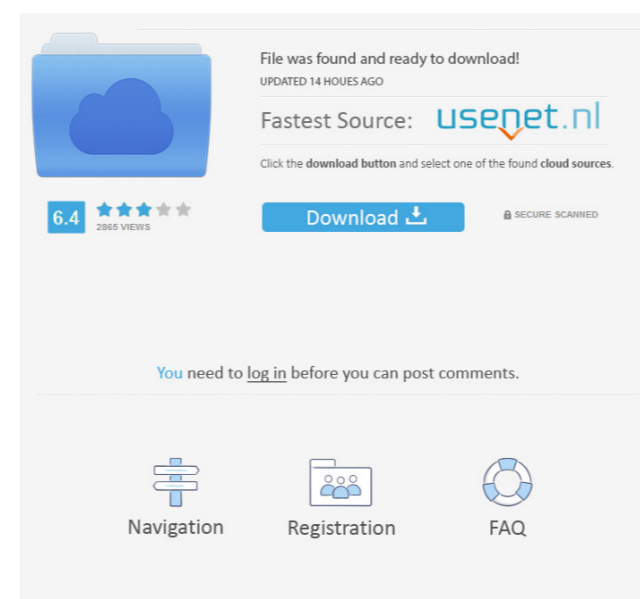 File was found and ready to download!
UPDATED 14 HOUES AGO
Fastest Source: usenet.nl
Click the download button and select one of the found cloud sources.
6.4
2865 VIEWS
Download
SECURE SCANNED
You need to log in before you can post comments.
Navigation
Registration
FAQ